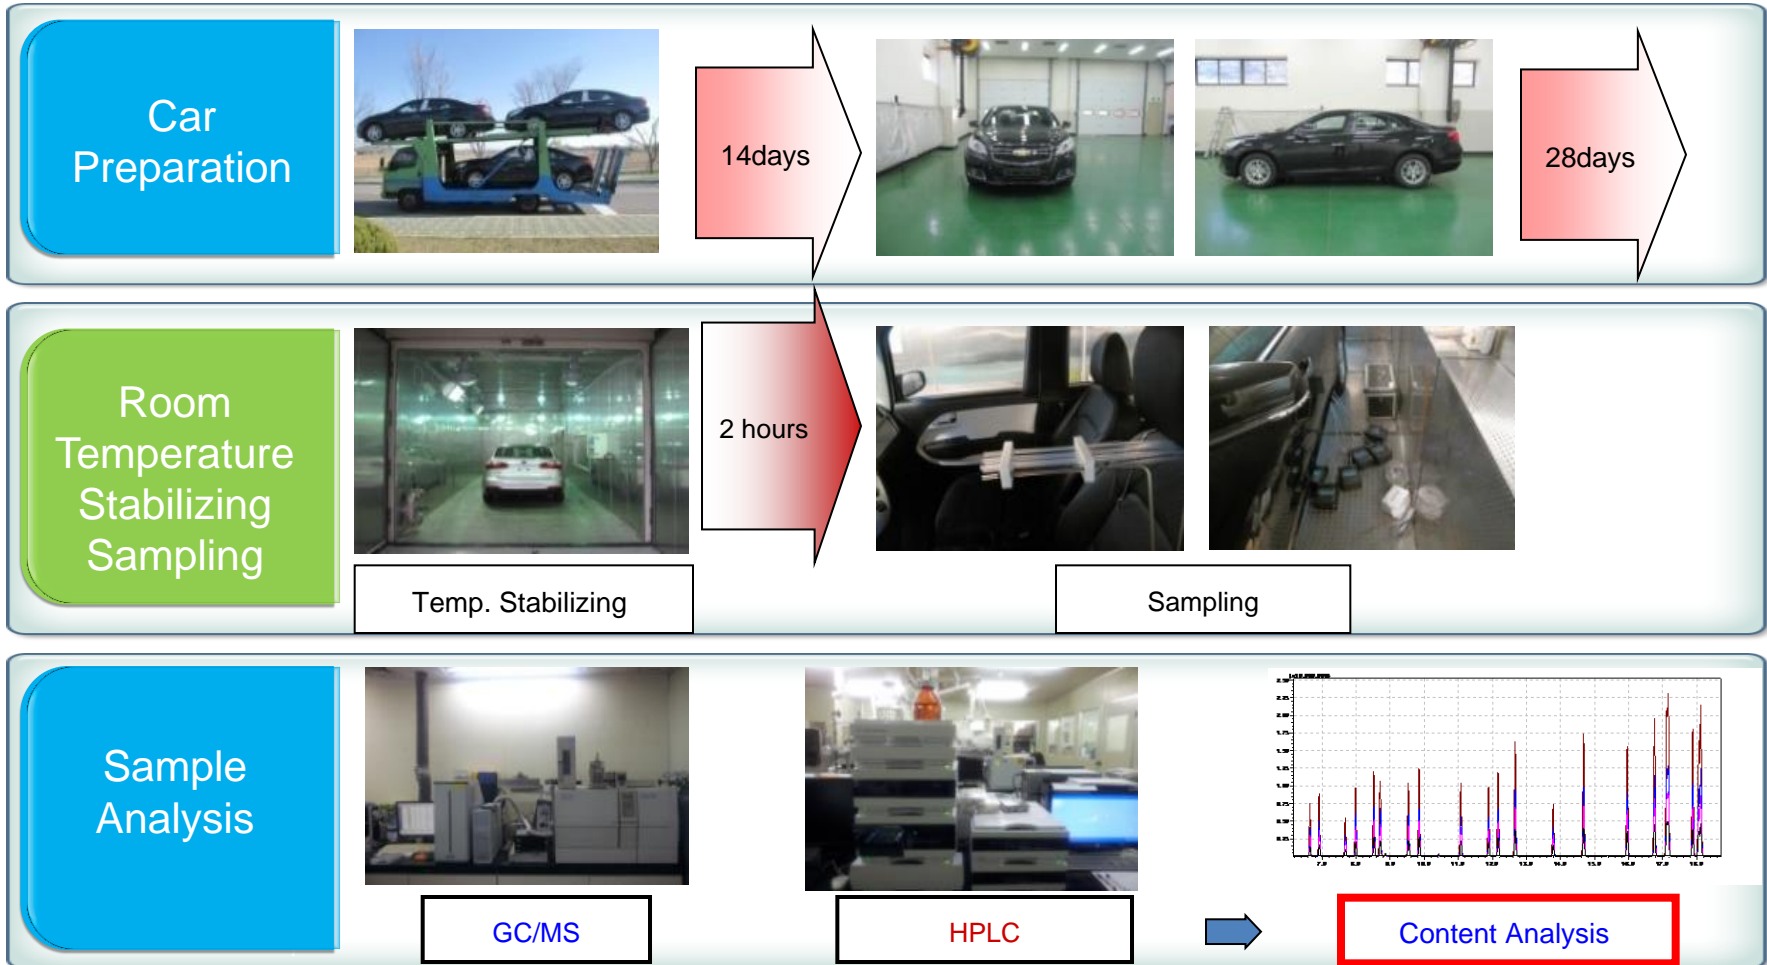 Car
Preparation
14days
28days
Room
Temperature
Stabilizing
Sampling
2 hours
Temp. Stabilizing
Sampling
Sample
Analysis
GC/MS
HPLC
Content Analysis